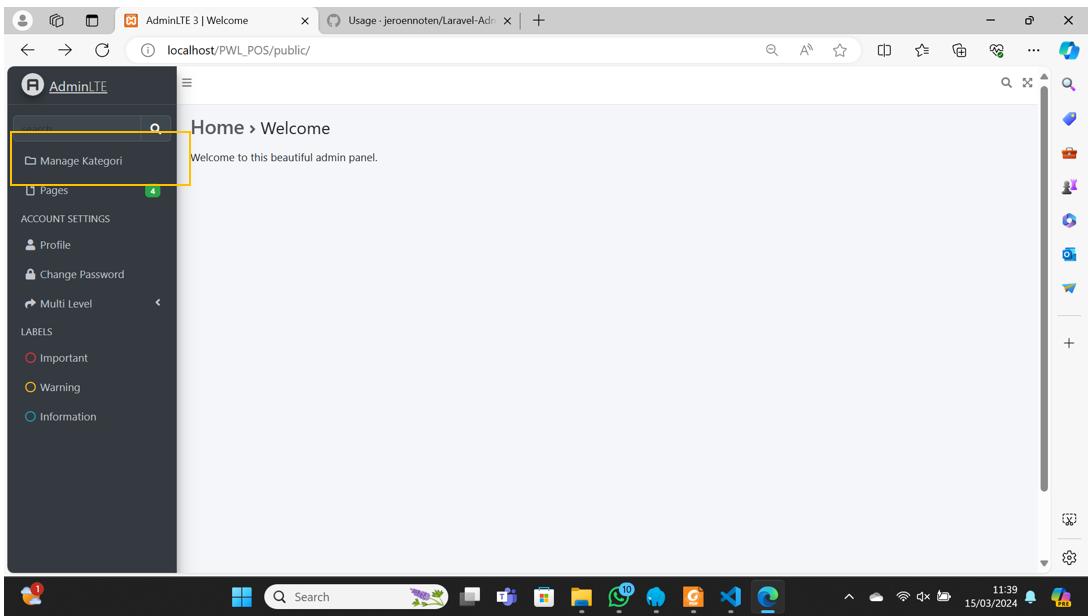 AdminLTE 3 | Welcome
Usage · jeroennoten/Laravel-Adm
localhost/PWL_POS/public/
AdminLTE
search
Home › Welcome
Welcome to this beautiful admin panel.
Manage Kategori
Pages
4
ACCOUNT SETTINGS
Profile
Change Password
Multi Level
LABELS
Important
Warning
Information
1
Search
10
11:39
15/03/2024
PRE